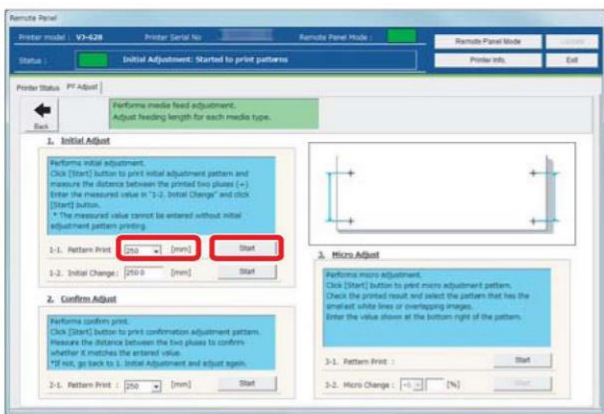 Remote Panel
Printer model : VJ-628 Printer Serial No Remote Panel Mode :
Remote Panel Mode
Status : Initial Adjustment: Started to print patterns
Printer Info. Exit
Printer Status PF Adjust
Back
Performs media feed adjustment.
Adjust feeding length for each media type.
1. Initial Adjust
Performs initial adjustment.
Click [Start] button to print initial adjustment pattern and
measure the distance between the printed two pluses (+)
Enter the measured value in "1-2. Initial Change" and click
[Start] button.
* The measured value cannot be entered without initial
adjustment pattern printing.
1-1. Pattern Print : 250 [mm] Start
1-2. Initial Change : 250.0 [mm] Start
2. Confirm Adjust
Performs confirm print.
Click [Start] button to print confirmation adjustment pattern.
Measure the distance between the two pluses to confirm
whether it matches the entered value.
*If not, go back to 1. Initial Adjustment and adjust again.
2-1. Pattern Print : 250 [mm] Start
3. Micro Adjust
Performs micro adjustment.
Click [Start] button to print micro adjustment pattern.
Check the printed result and select the pattern that has the
smallest white lines or overlapping images.
Enter the value shown at the bottom right of the pattern.
3-1. Pattern Print : Start
3-2. Micro Change : [%] Start